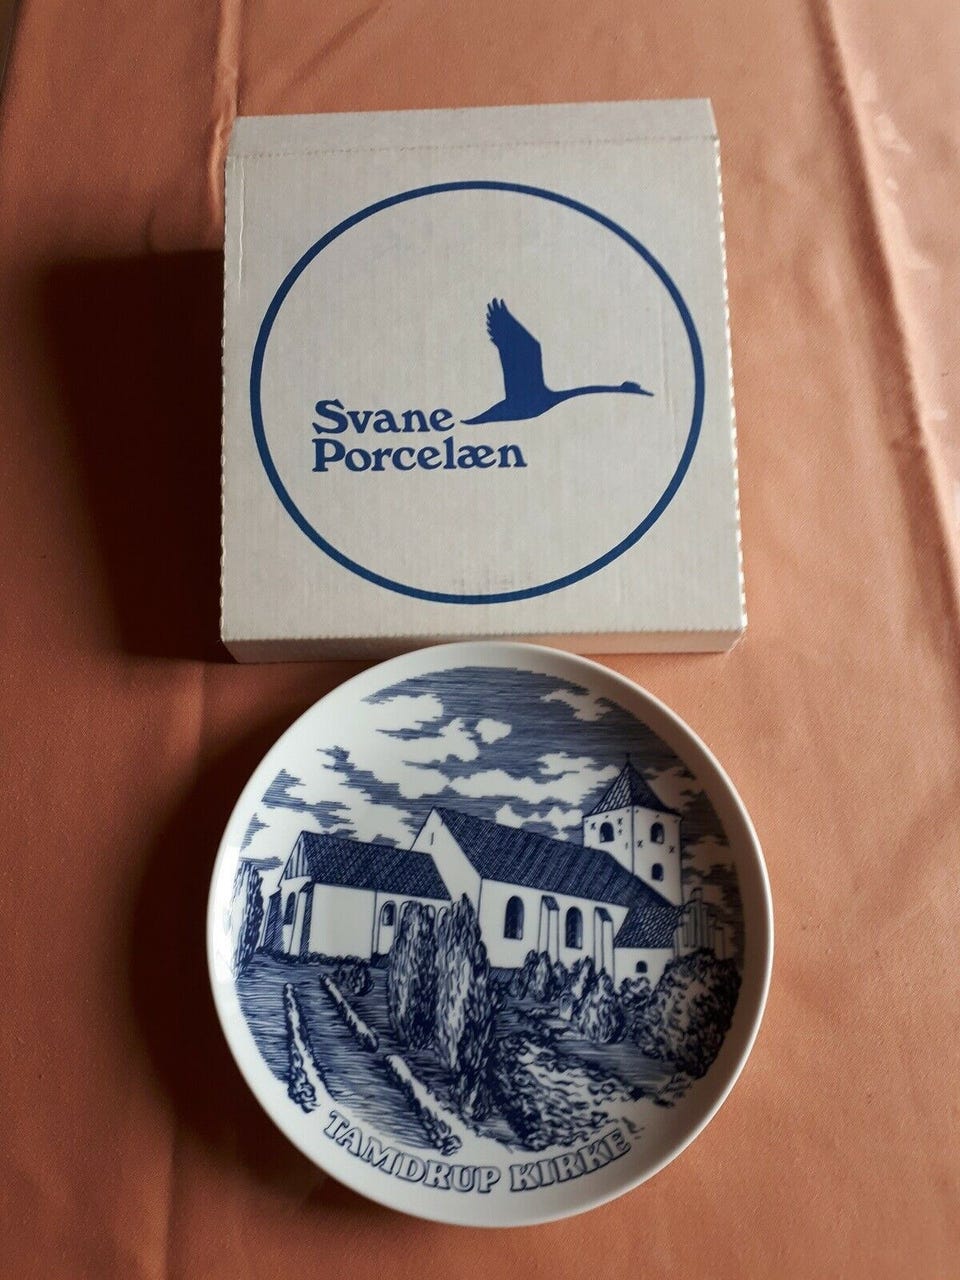 Svane
Porcelæn
TAMDRUP KIRKE